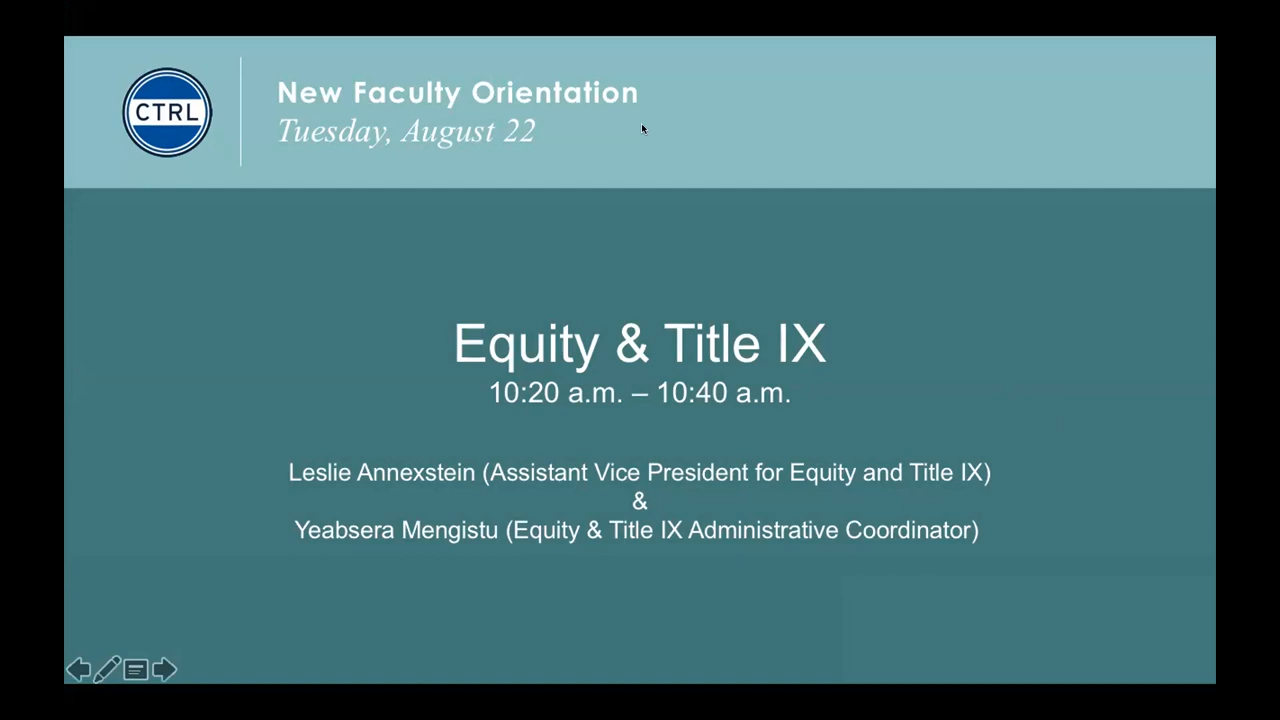 CTRL
New Faculty Orientation
Tuesday, August 22
Equity & Title IX
10:20 a.m. – 10:40 a.m.
Leslie Annexstein (Assistant Vice President for Equity and Title IX)
&
Yeabsera Mengistu (Equity & Title IX Administrative Coordinator)